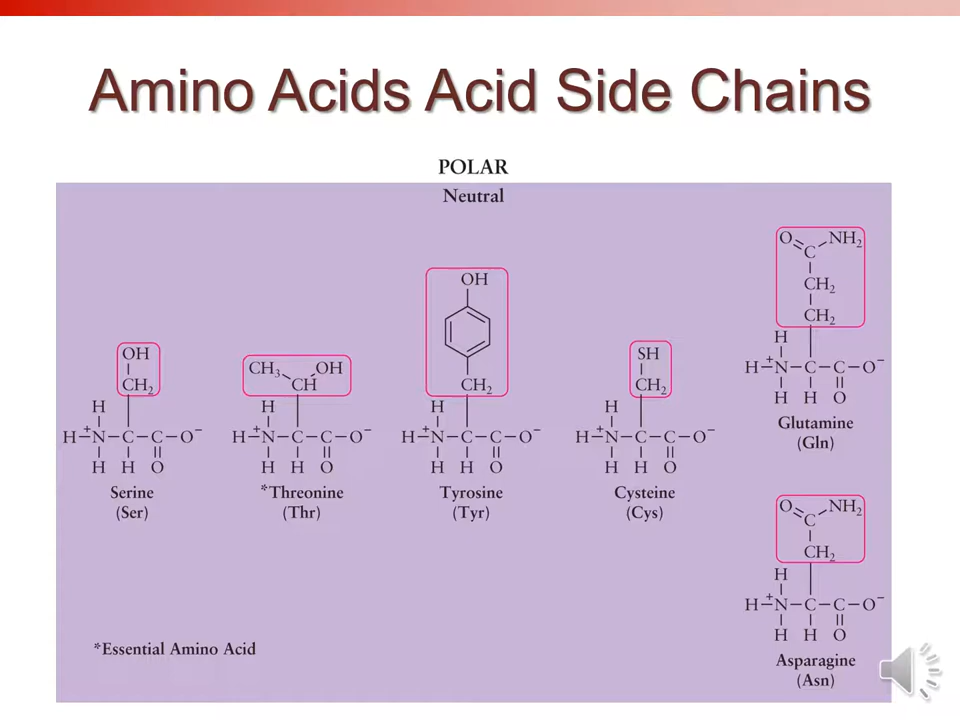 Amino Acids Acid Side Chains
POLAR
Neutral
OH
CH₂
H
H–N⁺–C–C–O⁻
H H O
Serine
(Ser)
CH₃ OH
CH
H
H–N⁺–C–C–O⁻
H H O
*Threonine
(Thr)
OH
CH₂
H
H–N⁺–C–C–O⁻
H H O
Tyrosine
(Tyr)
SH
CH₂
H
H–N⁺–C–C–O⁻
H H O
Cysteine
(Cys)
O NH₂
C
CH₂
CH₂
H
H–N⁺–C–C–O⁻
H H O
Glutamine
(Gln)
O NH₂
C
CH₂
H
H–N⁺–C–C–O⁻
H H O
Asparagine
(Asn)
*Essential Amino Acid